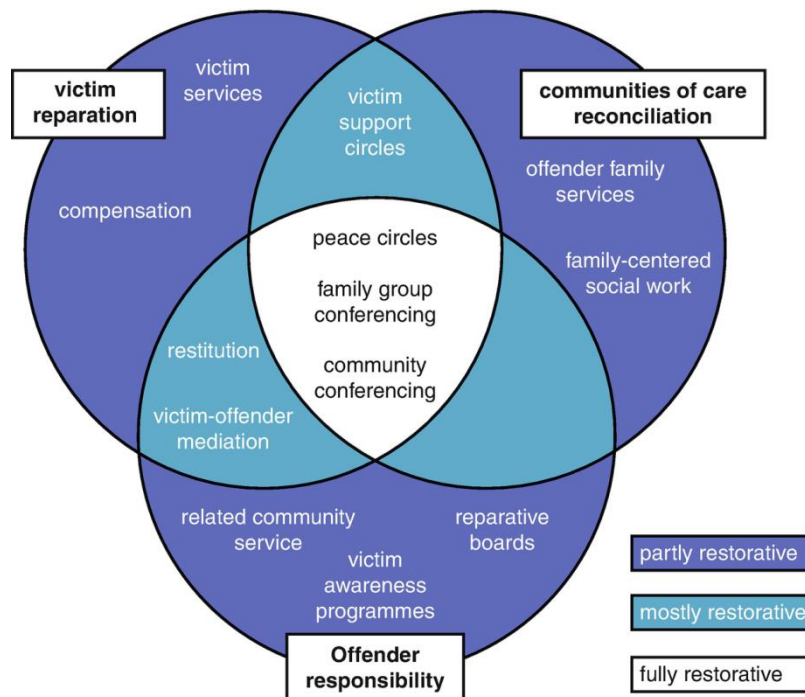 victim
reparation
victim
services
compensation
victim
support
circles
communities of care
reconciliation
offender family
services
family-centered
social work
peace circles
family group
conferencing
community
conferencing
restitution
victim-offender
mediation
related community
service
victim
awareness
programmes
reparative
boards
Offender
responsibility
partly restorative
mostly restorative
fully restorative